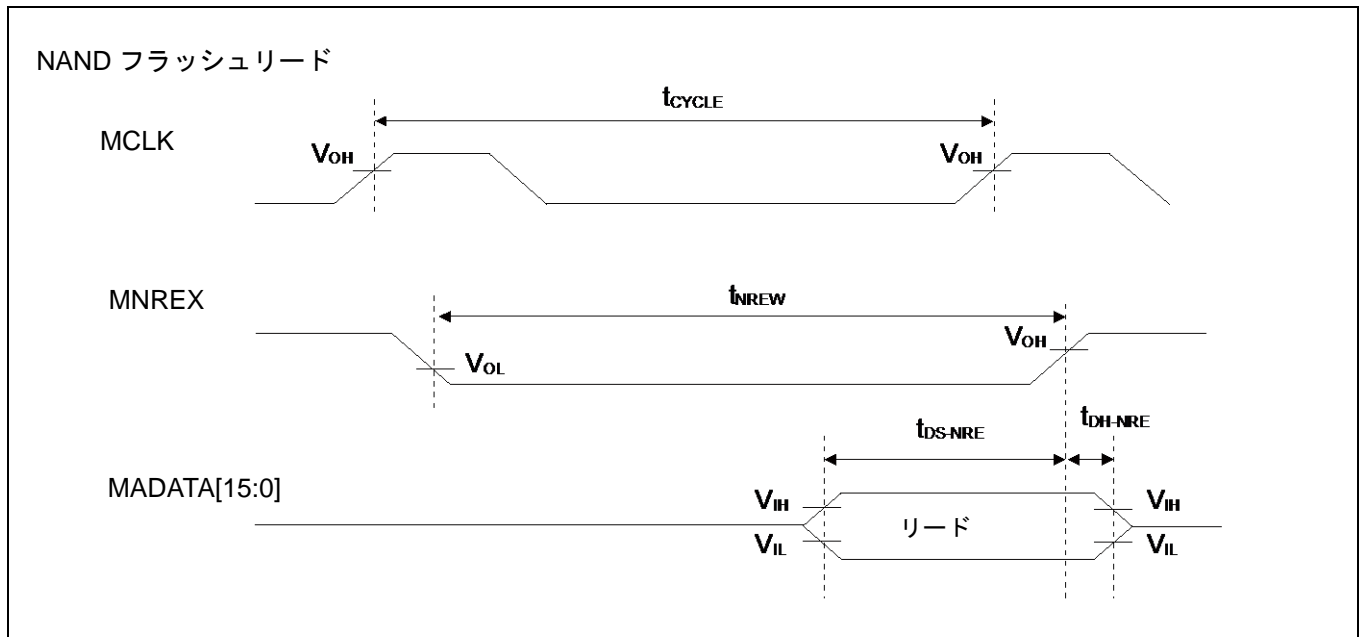 NAND フラッシュリード
tCYCLE
MCLK
VOH
VOH
MNREX
tNREW
VOH
VOL
tDS-NRE
tDH-NRE
MADATA[15:0]
VIH
VIH
リード
VIL
VIL